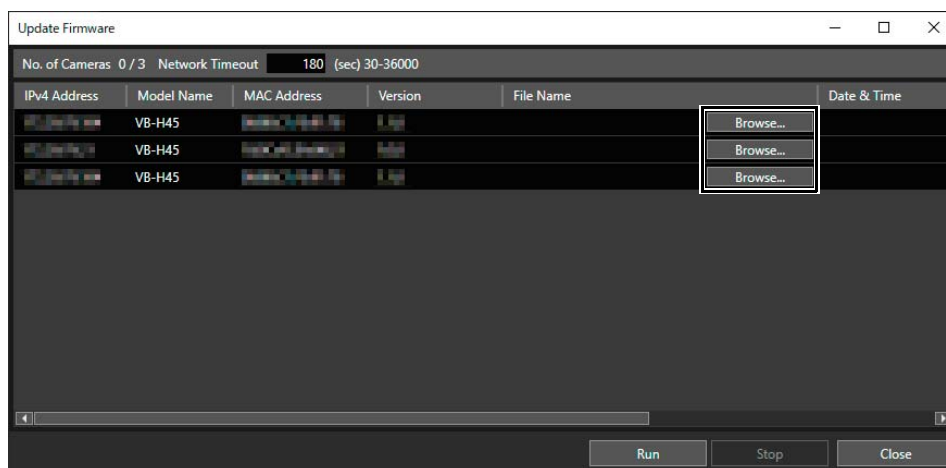 Update Firmware
No. of Cameras 0 / 3 Network Timeout 180 (sec) 30-36000
IPv4 Address Model Name MAC Address Version File Name Date & Time
VB-H45 Browse...
VB-H45 Browse...
VB-H45 Browse...
Run Stop Close